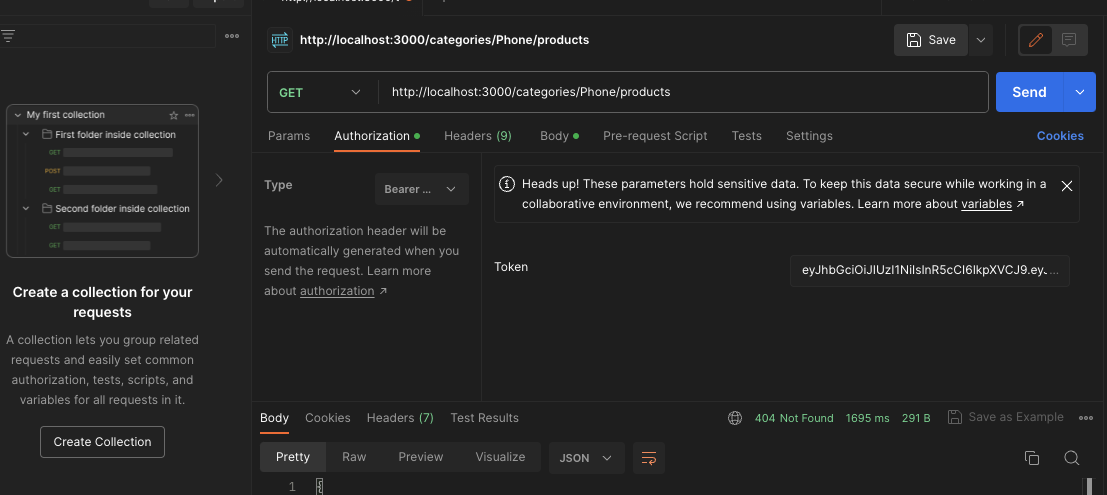 HTTP http://localhost:3000/categories/Phone/products
Save
GET http://localhost:3000/categories/Phone/products
Send
Params Authorization Headers (9) Body Pre-request Script Tests Settings Cookies
My first collection
First folder inside collection
GET
POST
GET
Second folder inside collection
GET
GET
Create a collection for your
requests
A collection lets you group related
requests and easily set common
authorization, tests, scripts, and
variables for all requests in it.
Create Collection
Type
Bearer ...
The authorization header will be
automatically generated when you
send the request. Learn more
about authorization ↗
Heads up! These parameters hold sensitive data. To keep this data secure while working in a
collaborative environment, we recommend using variables. Learn more about variables ↗
Token
eyJhbGciOiJIUzI1NiIsInR5cCI6IkpXVCJ9.eyJ...
Body Cookies Headers (7) Test Results
404 Not Found 1695 ms 291 B Save as Example
Pretty Raw Preview Visualize JSON
1 {